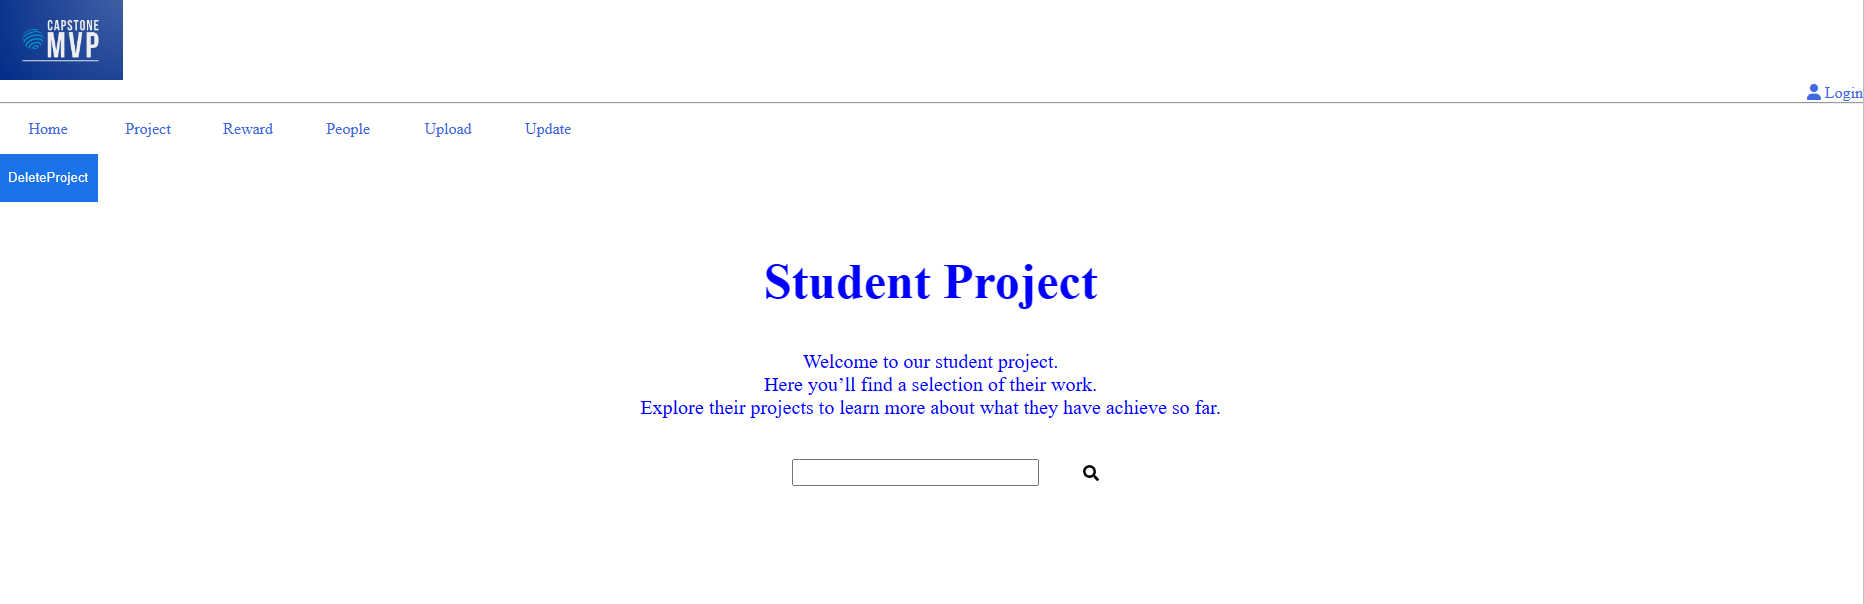 CAPSTONE
MVP
Login
Home Project Reward People Upload Update
DeleteProject
Student Project
Welcome to our student project.
Here you’ll find a selection of their work.
Explore their projects to learn more about what they have achieve so far.